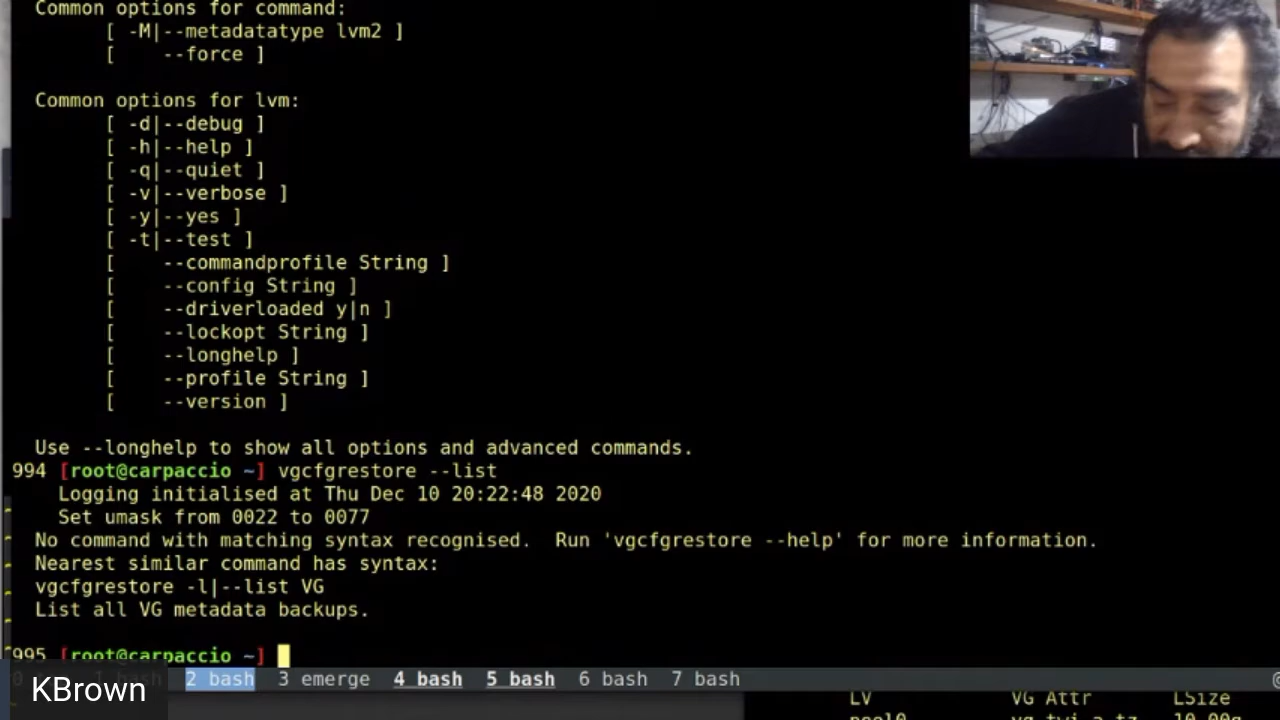 Common options for command:
[ -M|--metadatatype lvm2 ]
[ --force ]
Common options for lvm:
[ -d|--debug ]
[ -h|--help ]
[ -q|--quiet ]
[ -v|--verbose ]
[ -y|--yes ]
[ -t|--test ]
[ --commandprofile String ]
[ --config String ]
[ --driverloaded y|n ]
[ --lockopt String ]
[ --longhelp ]
[ --profile String ]
[ --version ]
Use --longhelp to show all options and advanced commands.
994 [root@carpaccio ~] vgcfgrestore --list
Logging initialised at Thu Dec 10 20:22:48 2020
Set umask from 0022 to 0077
No command with matching syntax recognised. Run 'vgcfgrestore --help' for more information.
Nearest similar command has syntax:
vgcfgrestore -l|--list VG
List all VG metadata backups.
995 [root@carpaccio ~]
1 bash 2 bash 3 emerge 4 bash 5 bash 6 bash 7 bash
KBrown
LV VG Attr LSize